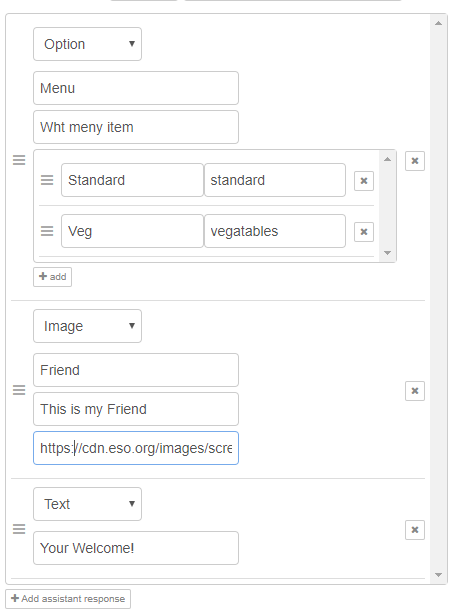 Option
Menu
Wht meny item
Standard standard
Veg vegatables
add
Image
Friend
This is my Friend
https://cdn.eso.org/images/scre
Text
Your Welcome!
Add assistant response